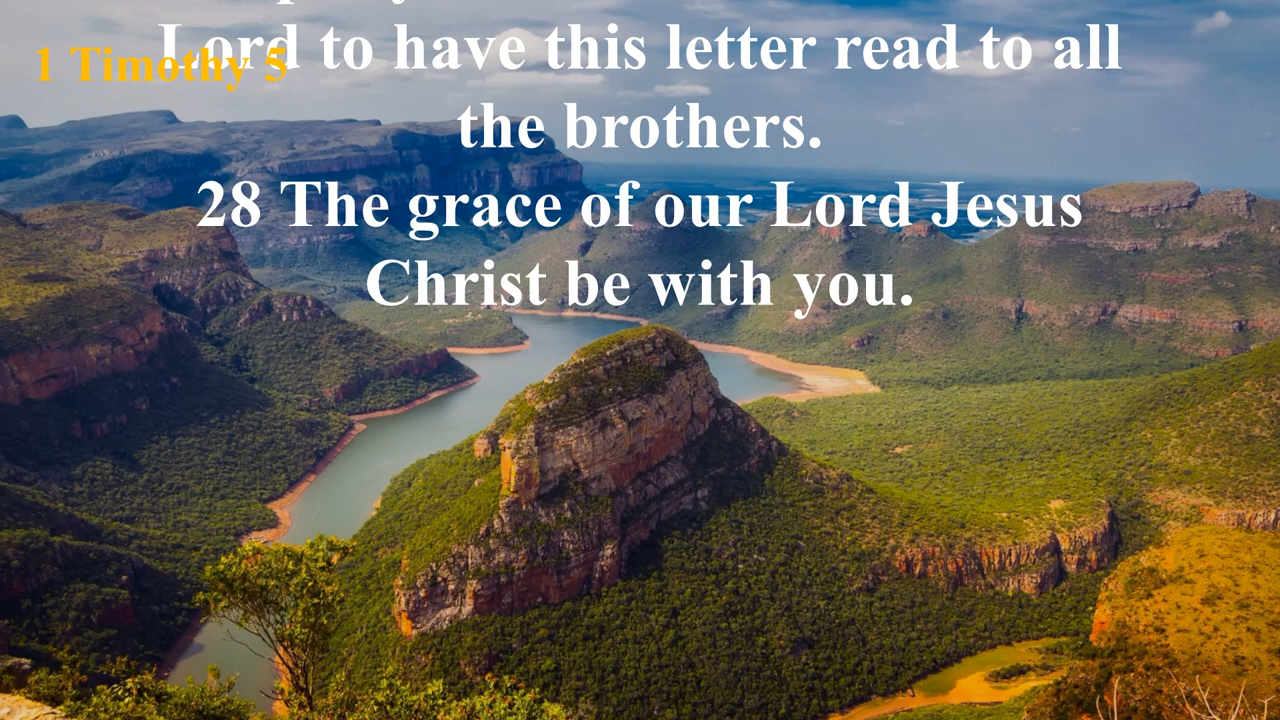 1 Timothy 5
Lord to have this letter read to all
the brothers.
28 The grace of our Lord Jesus
Christ be with you.